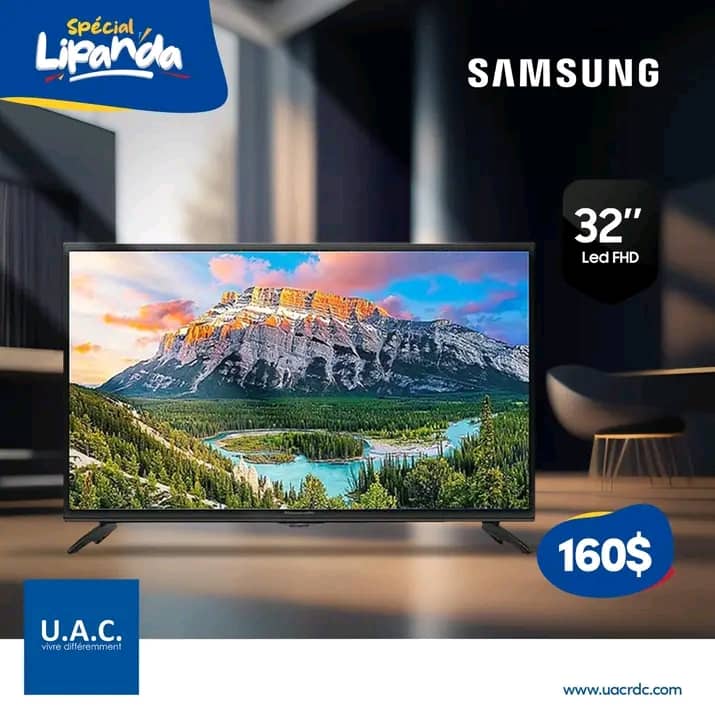 Spécial
Lipanda
SAMSUNG
32"
Led FHD
160$
U.A.C.
vivre différemment
www.uacrdc.com